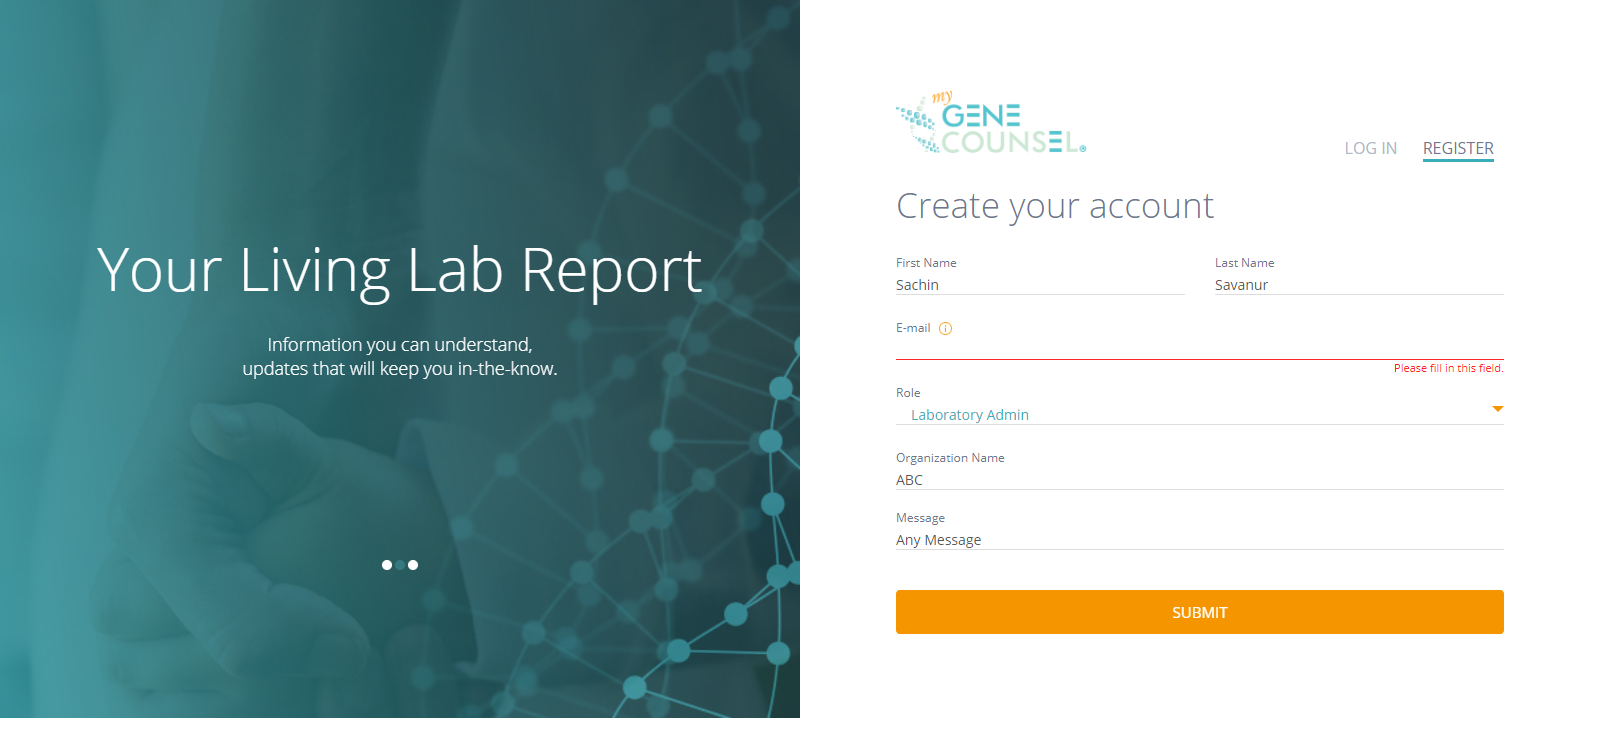 Your Living Lab Report
Information you can understand,
updates that will keep you in-the-know.
my
GENE
COUNSEL®
LOG IN REGISTER
Create your account
First Name Last Name
Sachin Savanur
E-mail
Please fill in this field.
Role
Laboratory Admin
Organization Name
ABC
Message
Any Message
SUBMIT